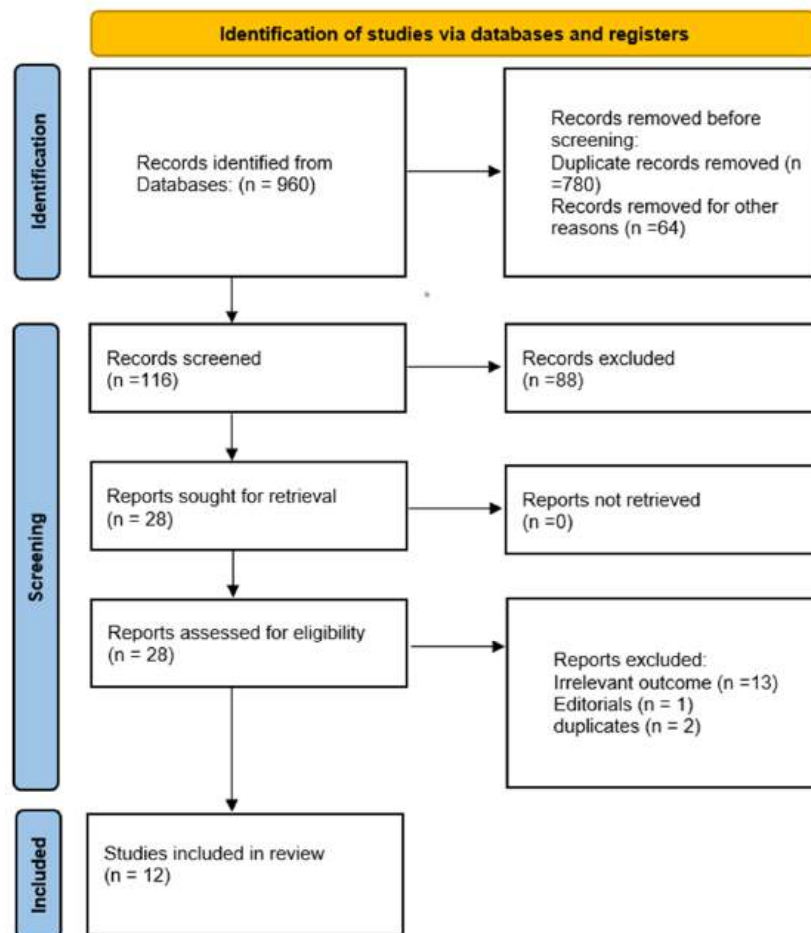 Identification of studies via databases and registers
Identification
Records identified from
Databases: (n = 960)
Records removed before
screening:
Duplicate records removed (n
=780)
Records removed for other
reasons (n =64)
Screening
Records screened
(n =116)
Records excluded
(n =88)
Reports sought for retrieval
(n = 28)
Reports not retrieved
(n =0)
Reports assessed for eligibility
(n = 28)
Reports excluded:
Irrelevant outcome (n =13)
Editorials (n = 1)
duplicates (n = 2)
Included
Studies included in review
(n = 12)